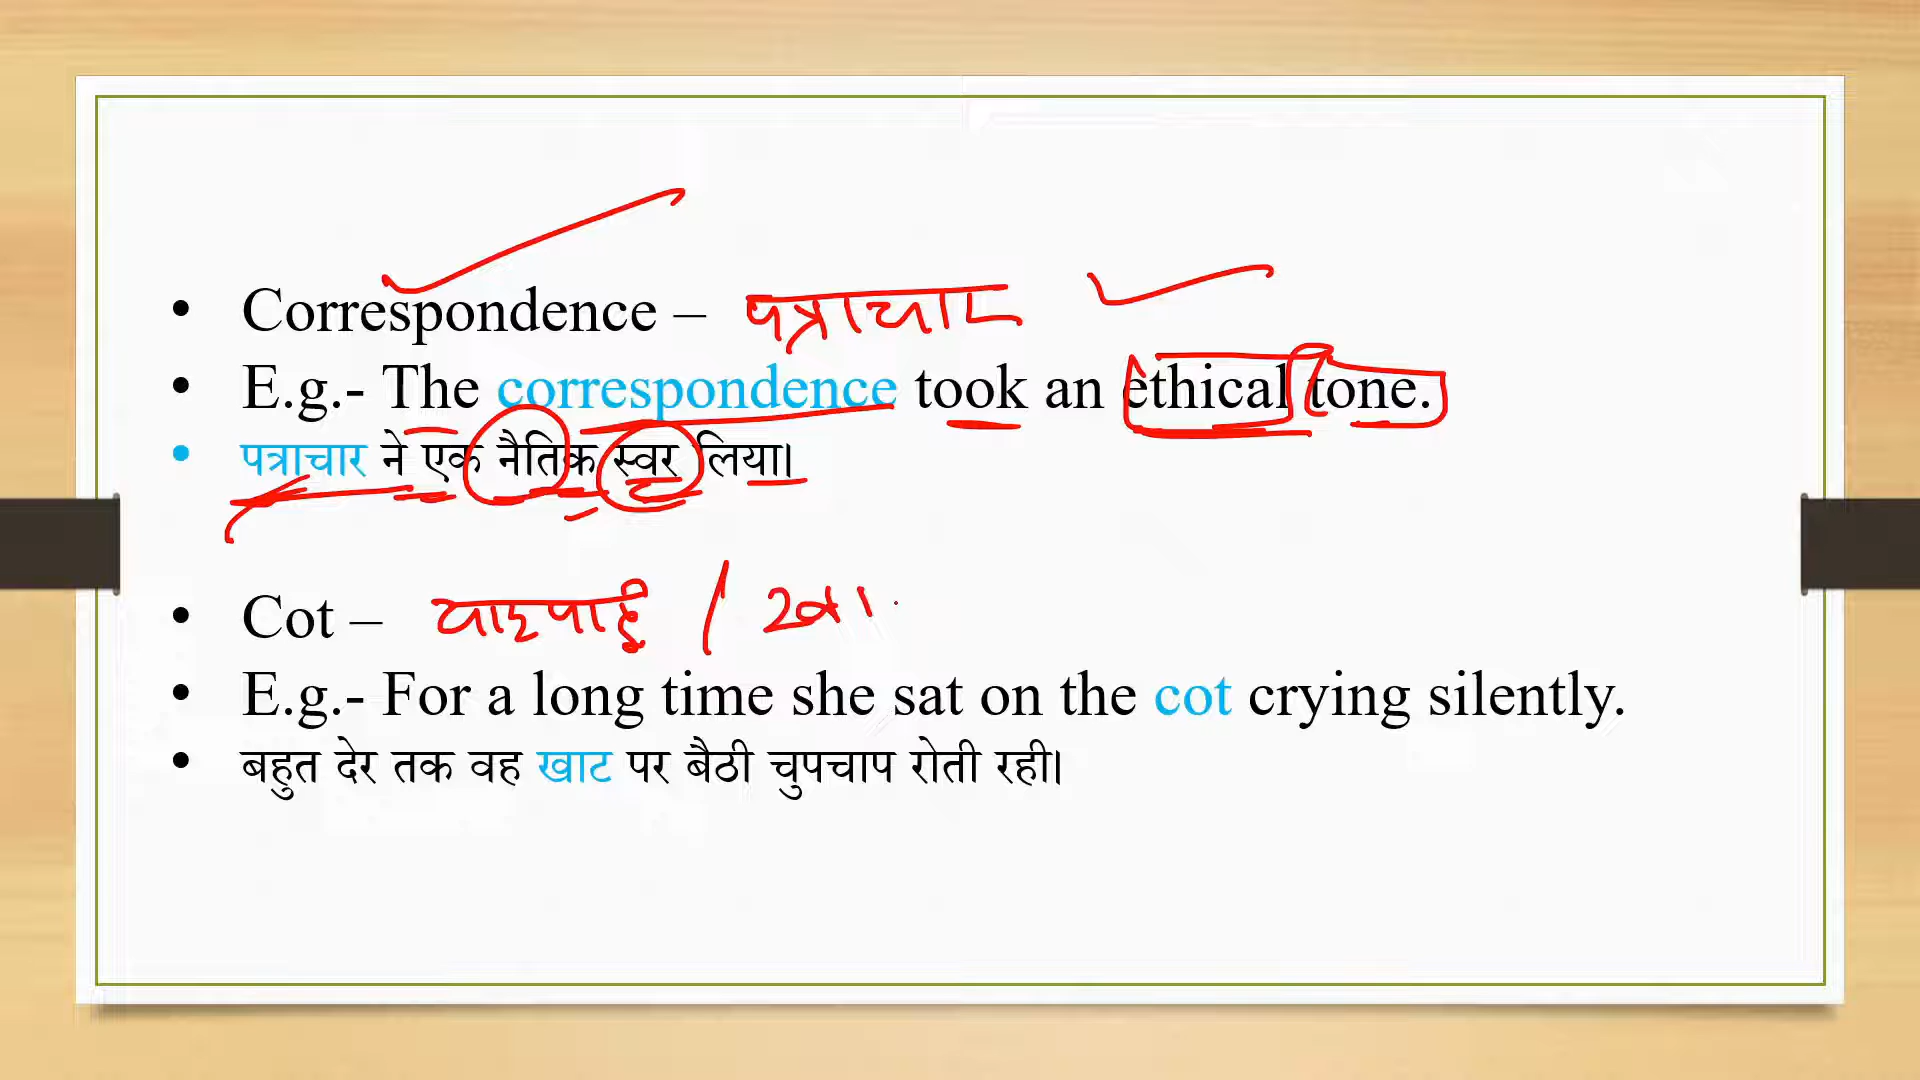 • Correspondence – पत्राचार
• E.g.- The correspondence took an ethical tone.
• पत्राचार ने एक नैतिक स्वर लिया।
• Cot – चारपाई / खा
• E.g.- For a long time she sat on the cot crying silently.
• बहुत देर तक वह खाट पर बैठी चुपचाप रोती रही।